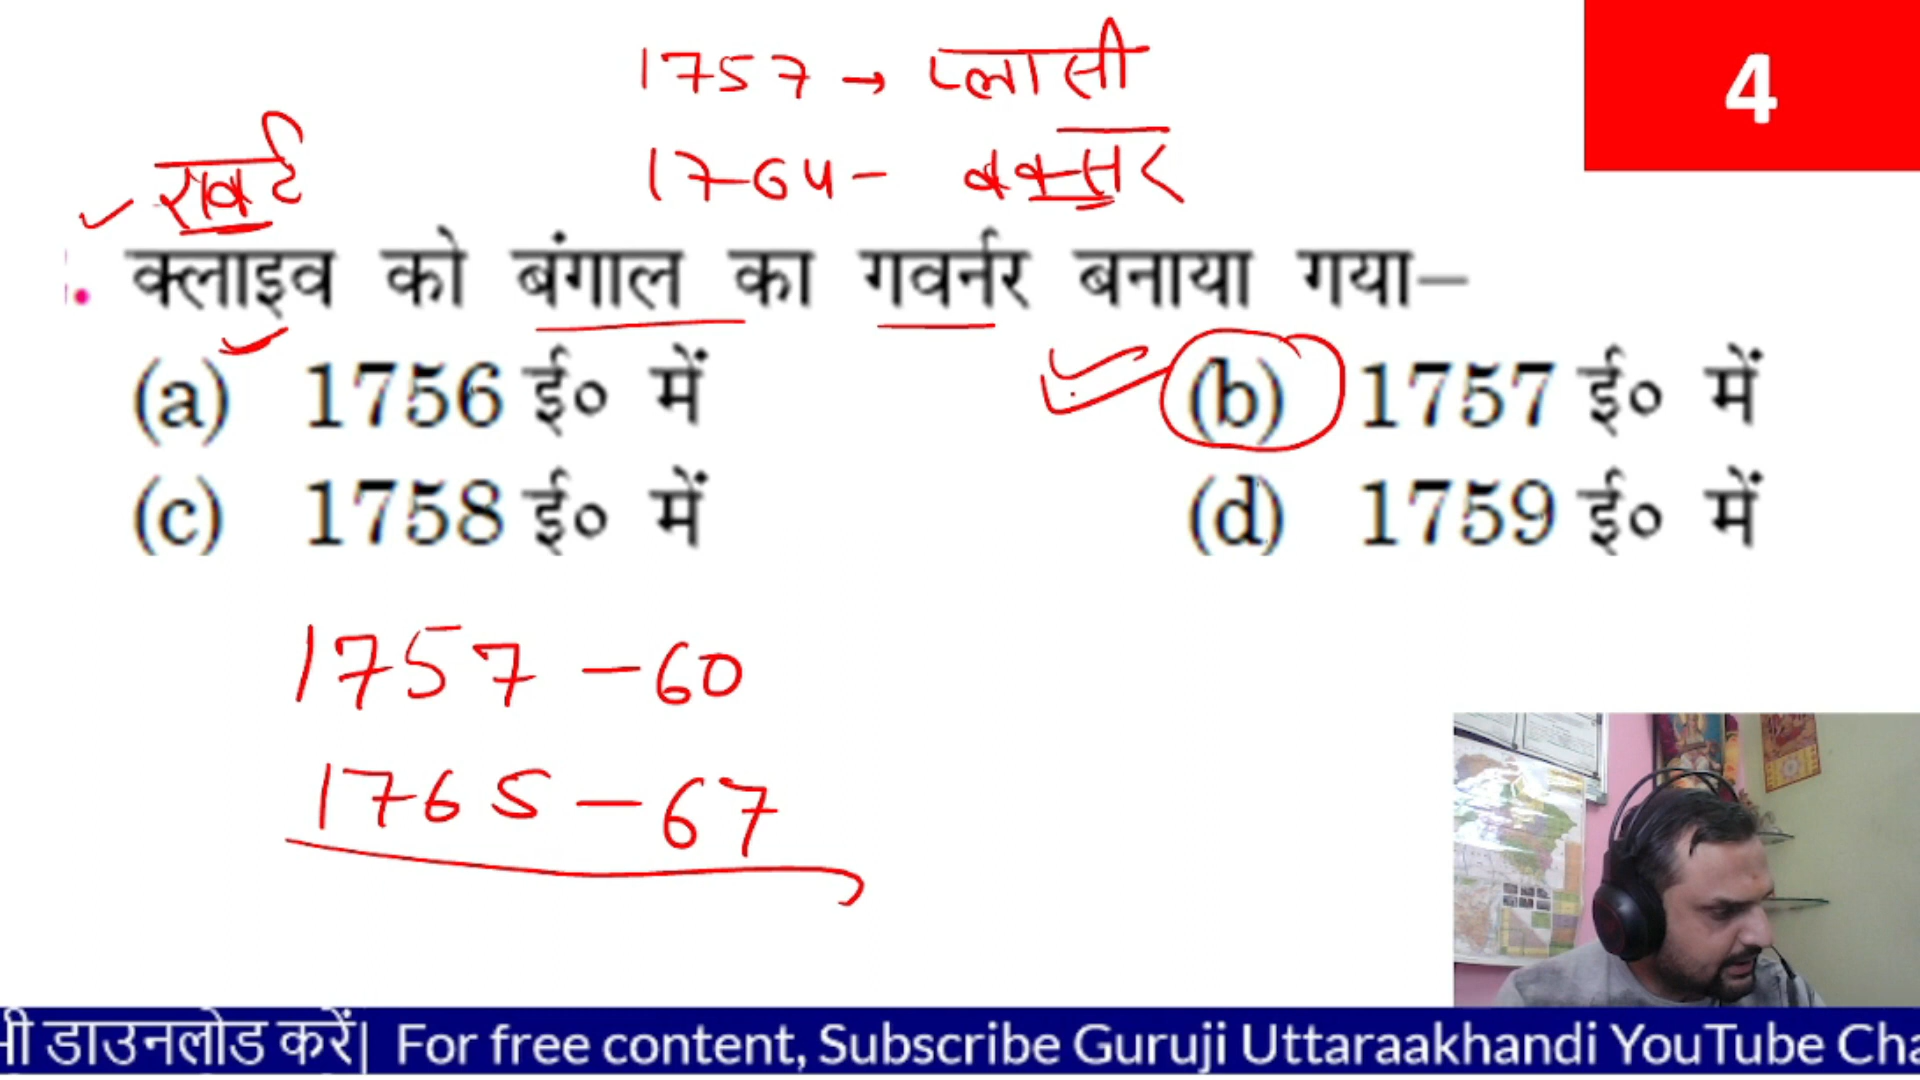 1757 → प्लासी
4
1764 - बक्सर
राबर्ट
. क्लाइव को बंगाल का गवर्नर बनाया गया–
(a) 1756 ई० में (b) 1757 ई० में
(c) 1758 ई० में (d) 1759 ई० में
1757 – 60
1765 – 67
डाउनलोड करें| For free content, Subscribe Guruji Uttaraakhandi YouTube Cha